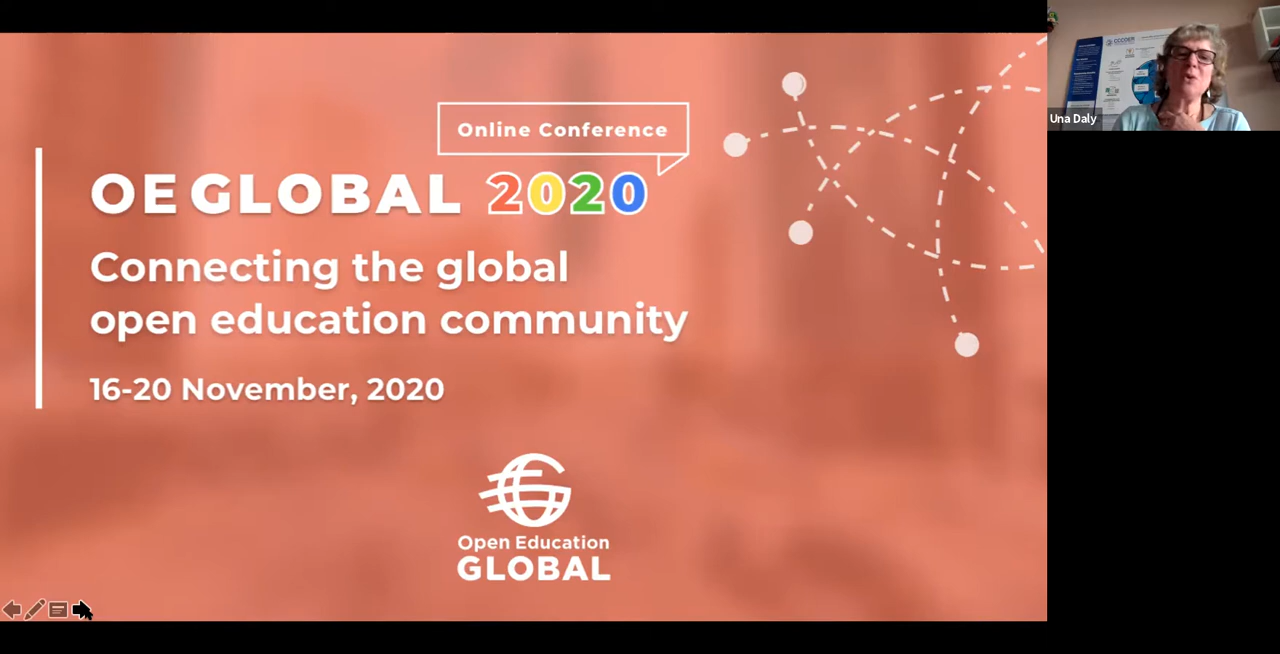 Online Conference
OE GLOBAL 2020
Connecting the global
open education community
16-20 November, 2020
Open Education
GLOBAL
Una Daly